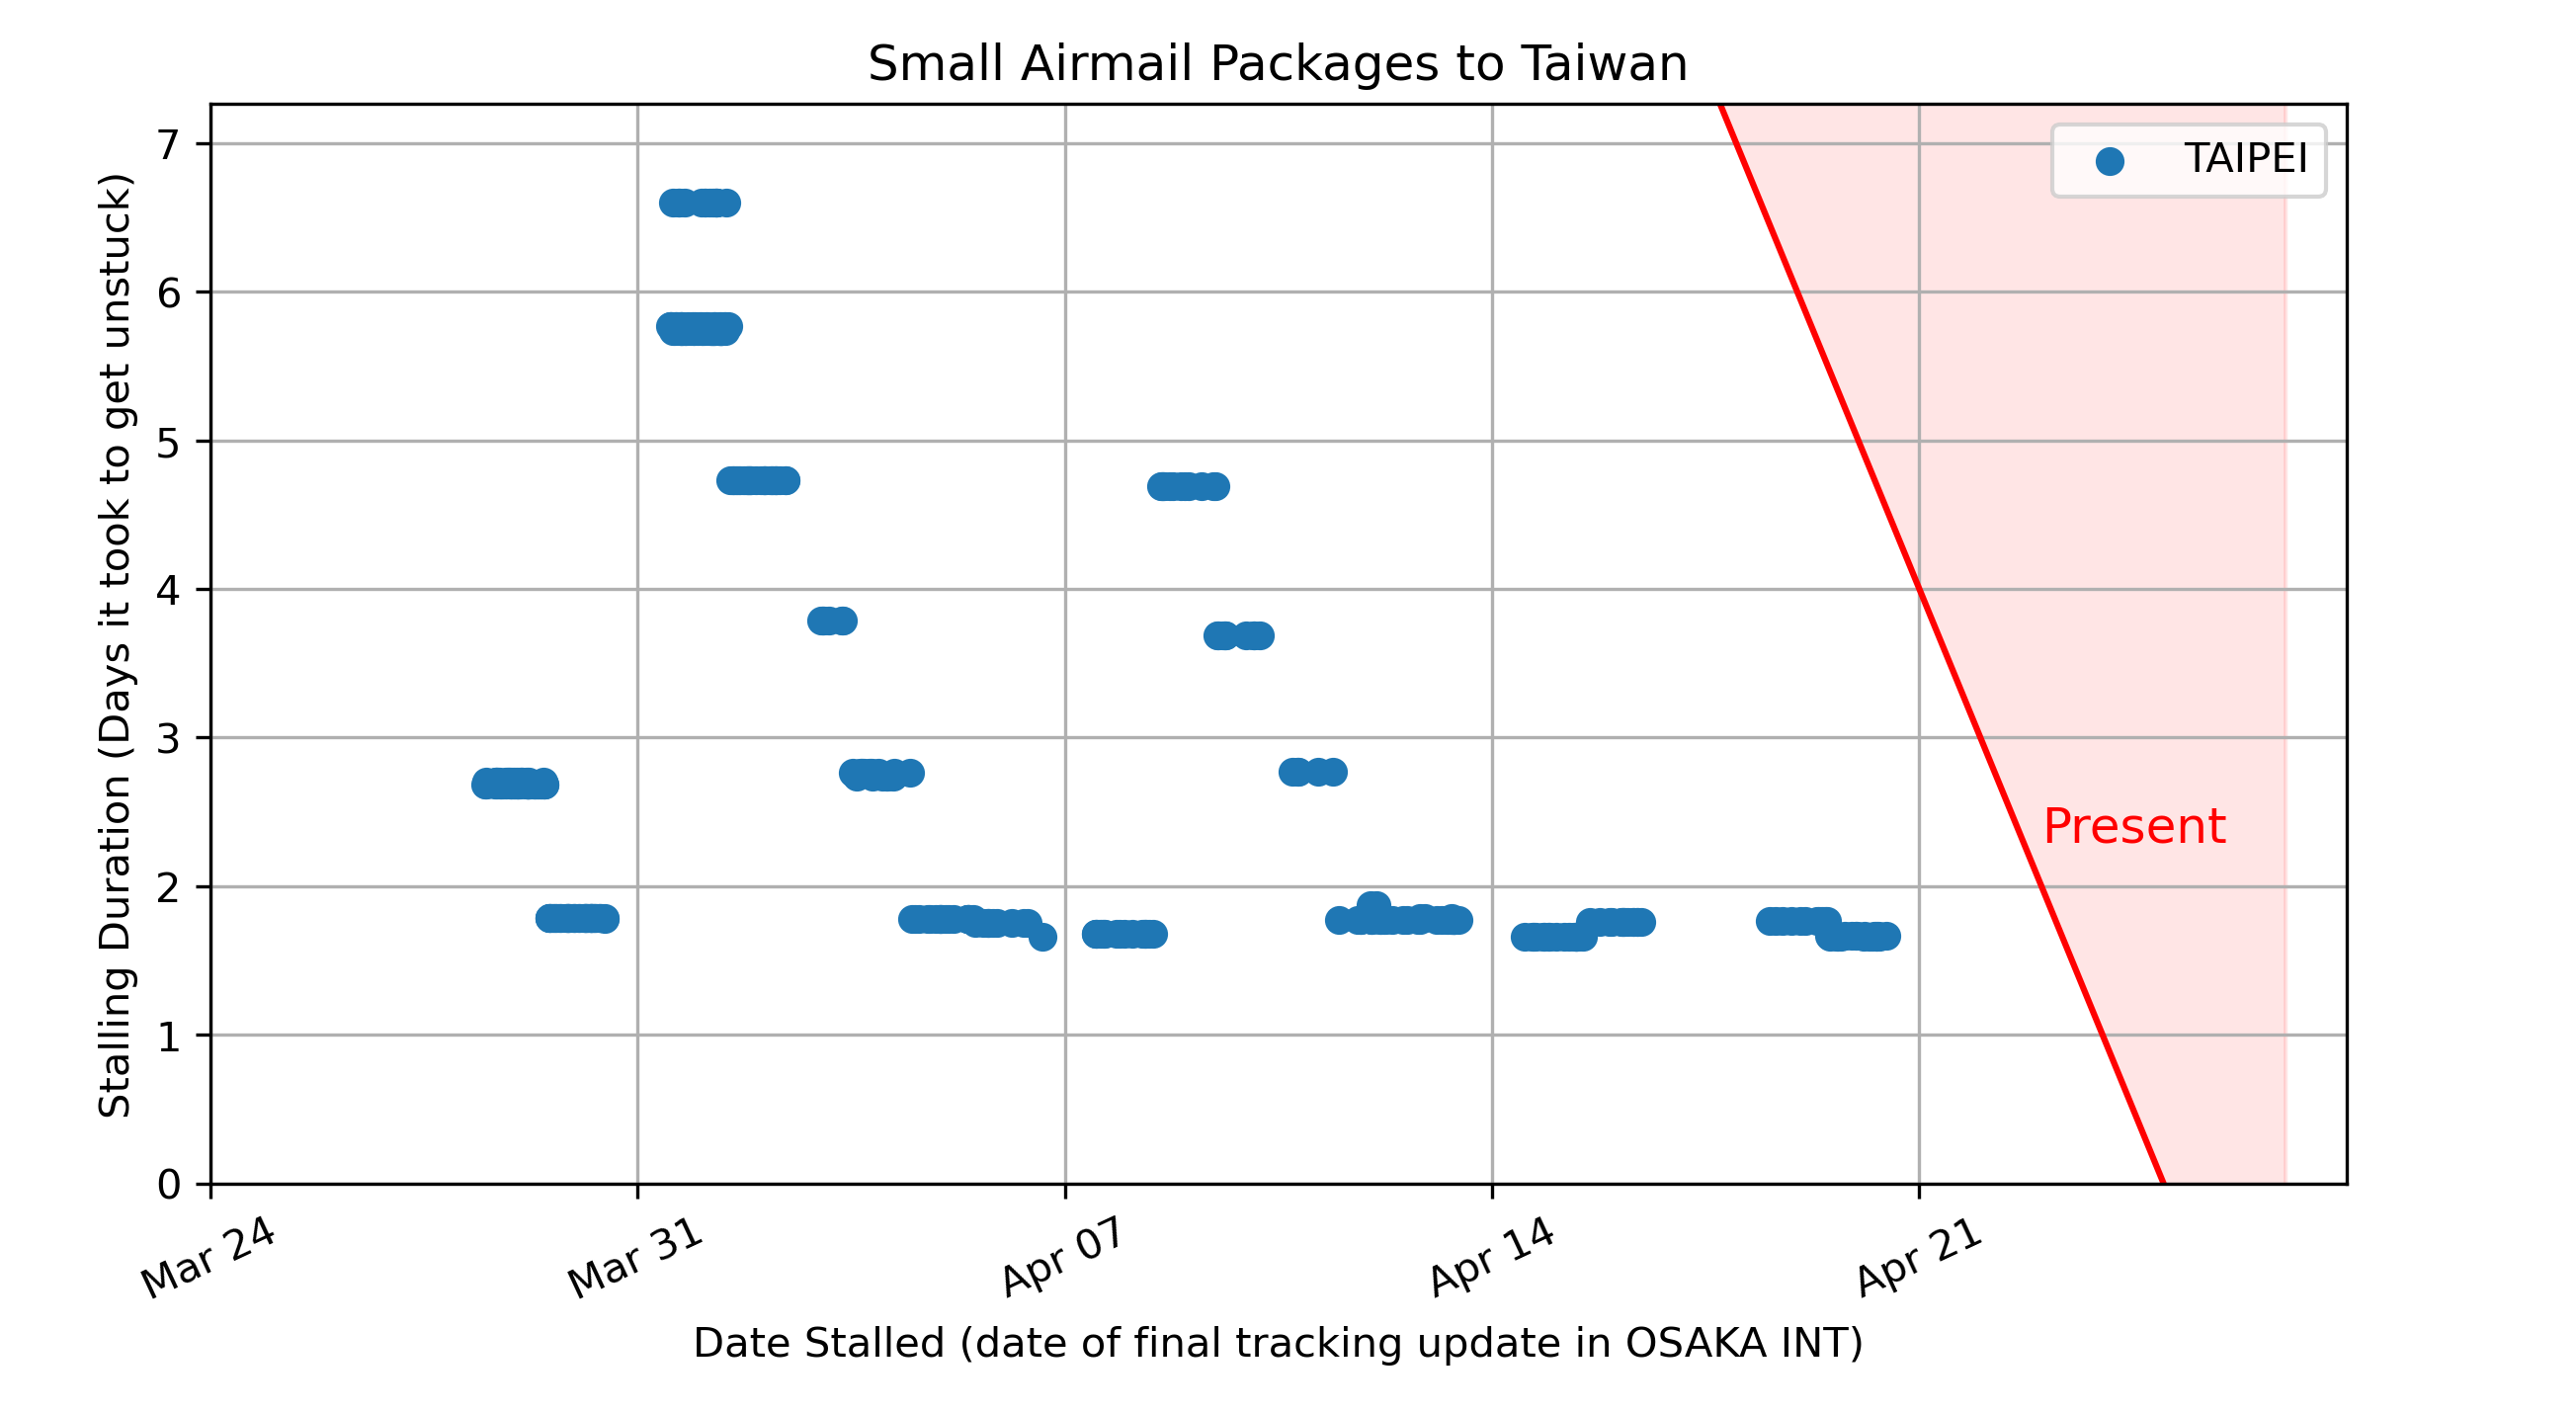 Small Airmail Packages to Taiwan
Stalling Duration (Days it took to get unstuck)
7
6
5
4
3
2
1
0
TAIPEI
Present
Mar 24
Mar 31
Apr 07
Apr 14
Apr 21
Date Stalled (date of final tracking update in OSAKA INT)